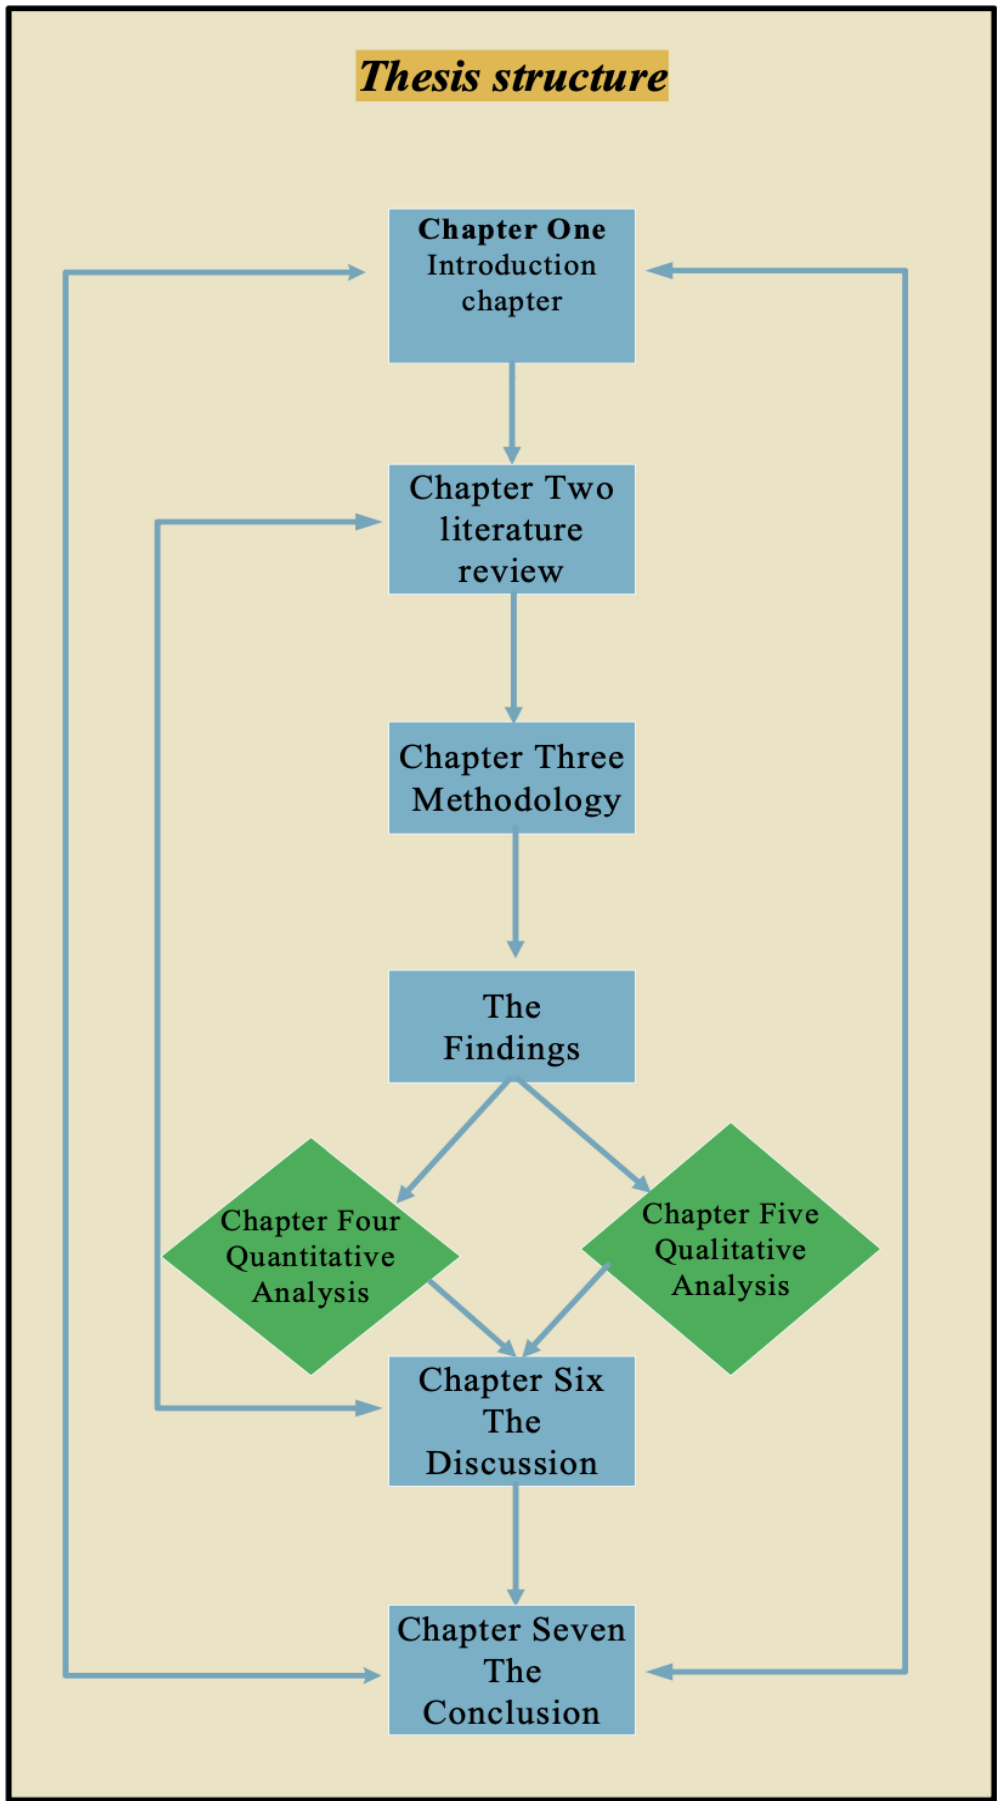 Thesis structure
Chapter One
Introduction
chapter
Chapter Two
literature
review
Chapter Three
Methodology
The
Findings
Chapter Four
Quantitative
Analysis
Chapter Five
Qualitative
Analysis
Chapter Six
The
Discussion
Chapter Seven
The
Conclusion